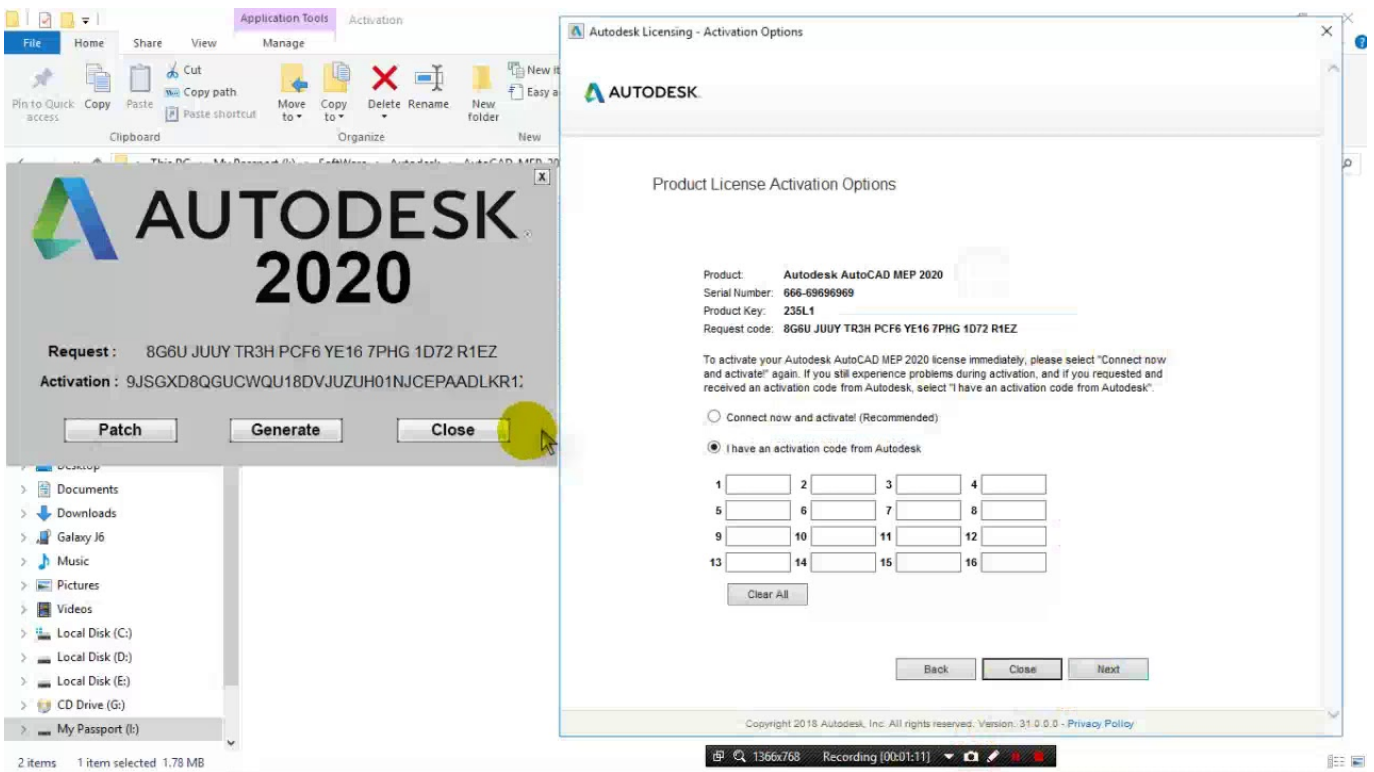 Application Tools Activation
File Home Share View Manage
Pin to Quick access Copy Paste Cut Copy path Paste shortcut Move to Copy to Delete Rename New folder
Clipboard Organize New
AUTODESK
2020
Request : 8G6U JUUY TR3H PCF6 YE16 7PHG 1D72 R1EZ
Activation : 9JSGXD8QGUCWQU18DVJUZUH01NJCEPAADLKR1
Patch Generate Close
Documents
Downloads
Galaxy J6
Music
Pictures
Videos
Local Disk (C:)
Local Disk (D:)
Local Disk (E:)
CD Drive (G:)
My Passport (I:)
2 items 1 item selected 1.78 MB
Autodesk Licensing - Activation Options
AUTODESK.
Product License Activation Options
Product: Autodesk AutoCAD MEP 2020
Serial Number: 666-69696969
Product Key: 235L1
Request code: 8G6U JUUY TR3H PCF6 YE16 7PHG 1D72 R1EZ
To activate your Autodesk AutoCAD MEP 2020 license immediately, please select "Connect now
and activate!" again. If you still experience problems during activation, and if you requested and
received an activation code from Autodesk, select "I have an activation code from Autodesk".
Connect now and activate! (Recommended)
I have an activation code from Autodesk
1 2 3 4
5 6 7 8
9 10 11 12
13 14 15 16
Clear All
Back Close Next
Copyright 2018 Autodesk, Inc. All rights reserved. Version: 31.0.0.0 - Privacy Policy
1366x768 Recording [00:01:11]